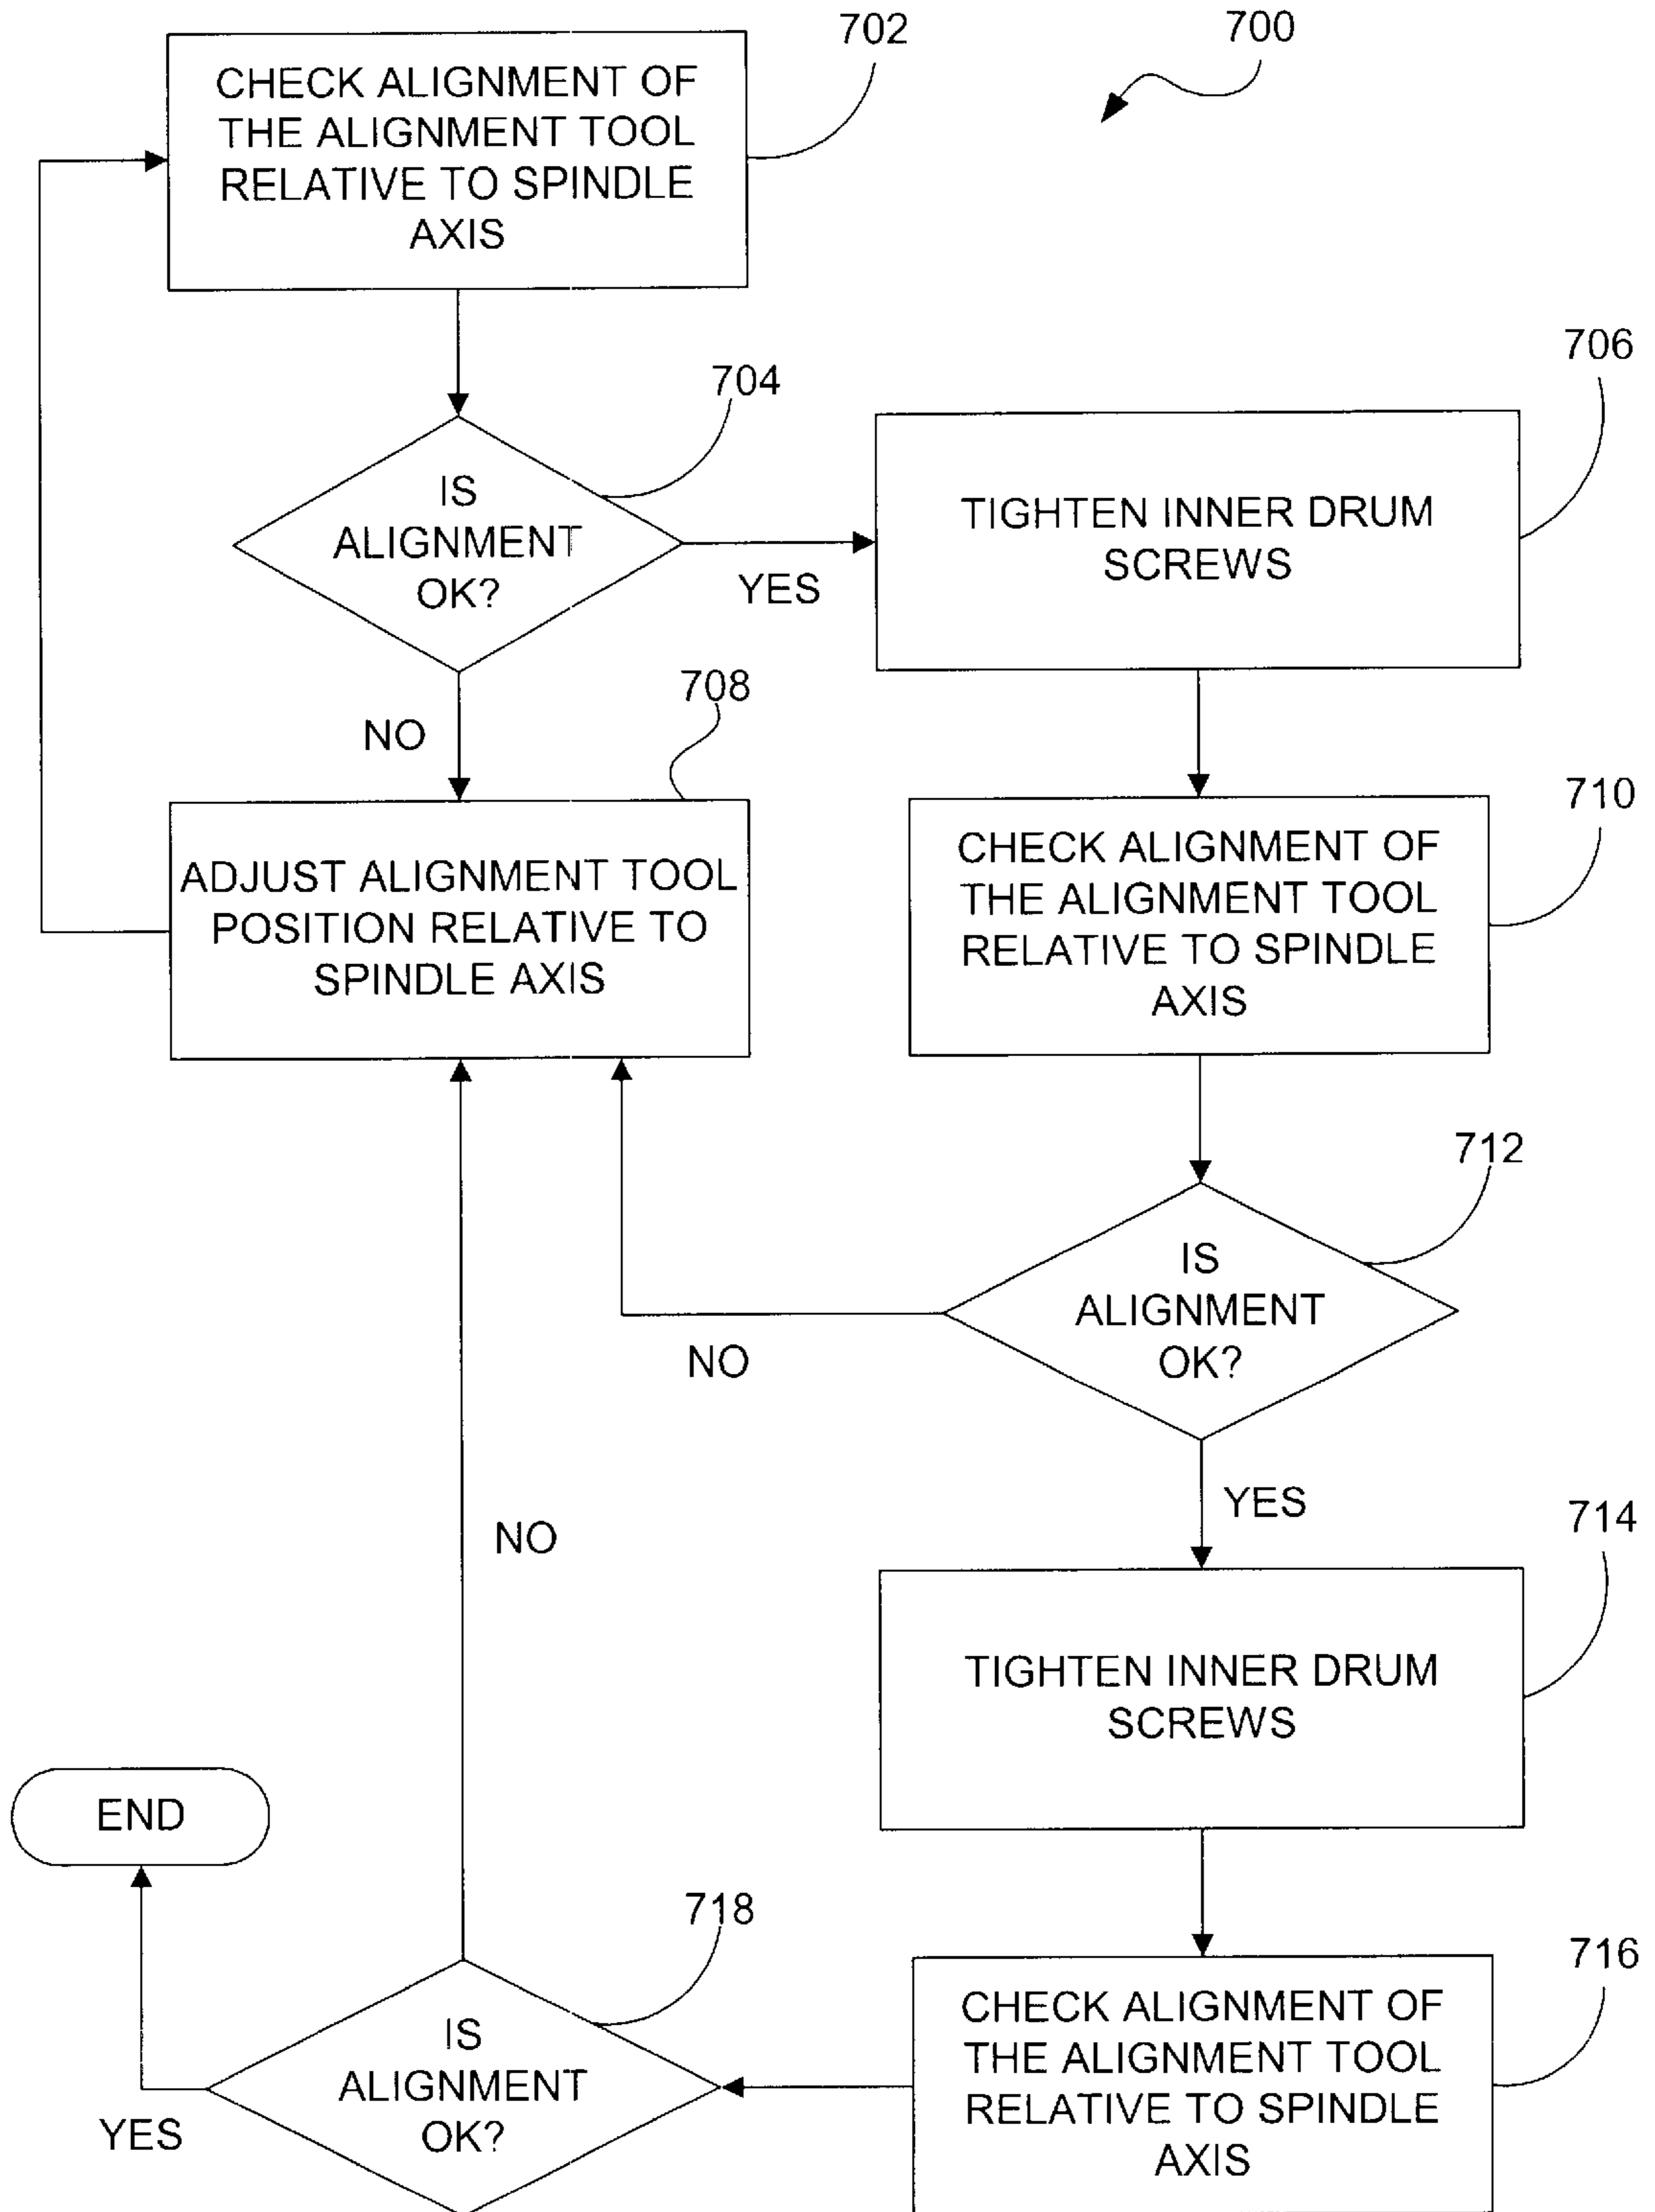 702
700
CHECK ALIGNMENT OF
THE ALIGNMENT TOOL
RELATIVE TO SPINDLE
AXIS
704
706
IS
ALIGNMENT
OK?
YES
TIGHTEN INNER DRUM
SCREWS
NO
708
710
ADJUST ALIGNMENT TOOL
POSITION RELATIVE TO
SPINDLE AXIS
CHECK ALIGNMENT OF
THE ALIGNMENT TOOL
RELATIVE TO SPINDLE
AXIS
712
IS
ALIGNMENT
OK?
NO
YES
NO
714
TIGHTEN INNER DRUM
SCREWS
END
718
716
IS
ALIGNMENT
OK?
YES
CHECK ALIGNMENT OF
THE ALIGNMENT TOOL
RELATIVE TO SPINDLE
AXIS